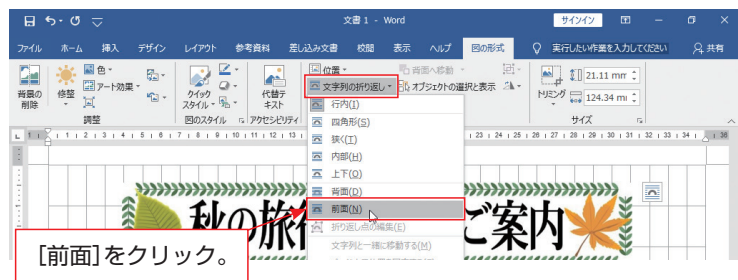 文書 1 - Word
サインイン
ファイル ホーム 挿入 デザイン レイアウト 参考資料 差し込み文書 校閲 表示 ヘルプ 図の形式 実行したい作業を入力してください 共有
背景の削除 修整 色 アート効果 クイックスタイル 代替テキスト 位置 前面へ移動 トリミング 21.11 mm
文字列の折り返し オブジェクトの選択と表示 124.34 mi
調整 図のスタイル アクセシビリティ サイズ
行内(I)
四角形(S)
狭く(T)
内部(H)
上下(O)
背面(D)
前面(N)
折り返し点の編集(E)
文字列と一緒に移動する(M)
秋の旅行 ご案内
[前面]をクリック。